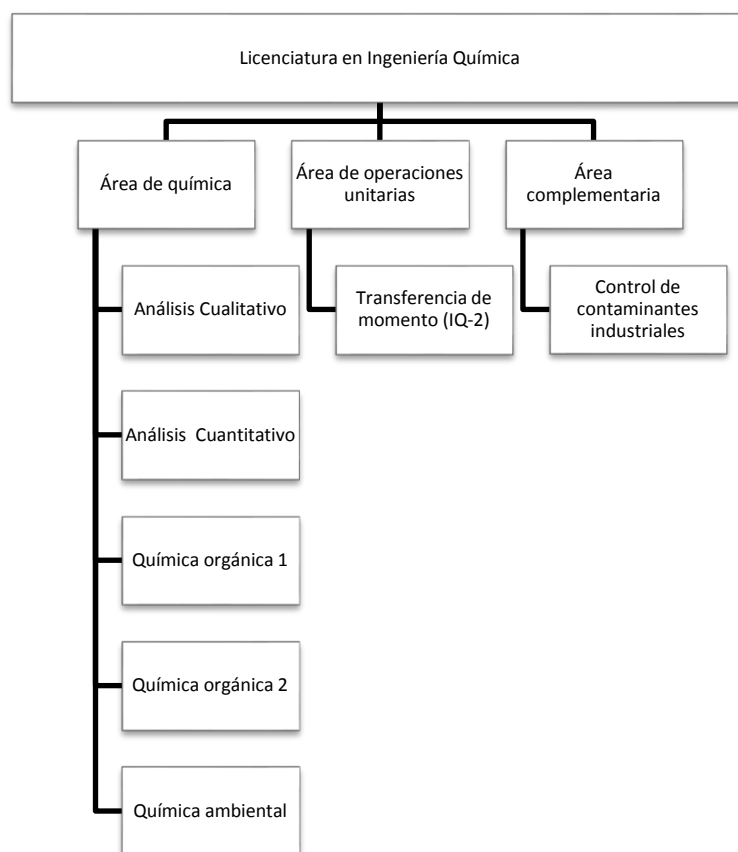 Licenciatura en Ingeniería Química
Área de química
Área de operaciones
unitarias
Área
complementaria
Análisis Cualitativo
Transferencia de
momento (IQ-2)
Control de
contaminantes
industriales
Análisis  Cuantitativo
Química orgánica 1
Química orgánica 2
Química ambiental